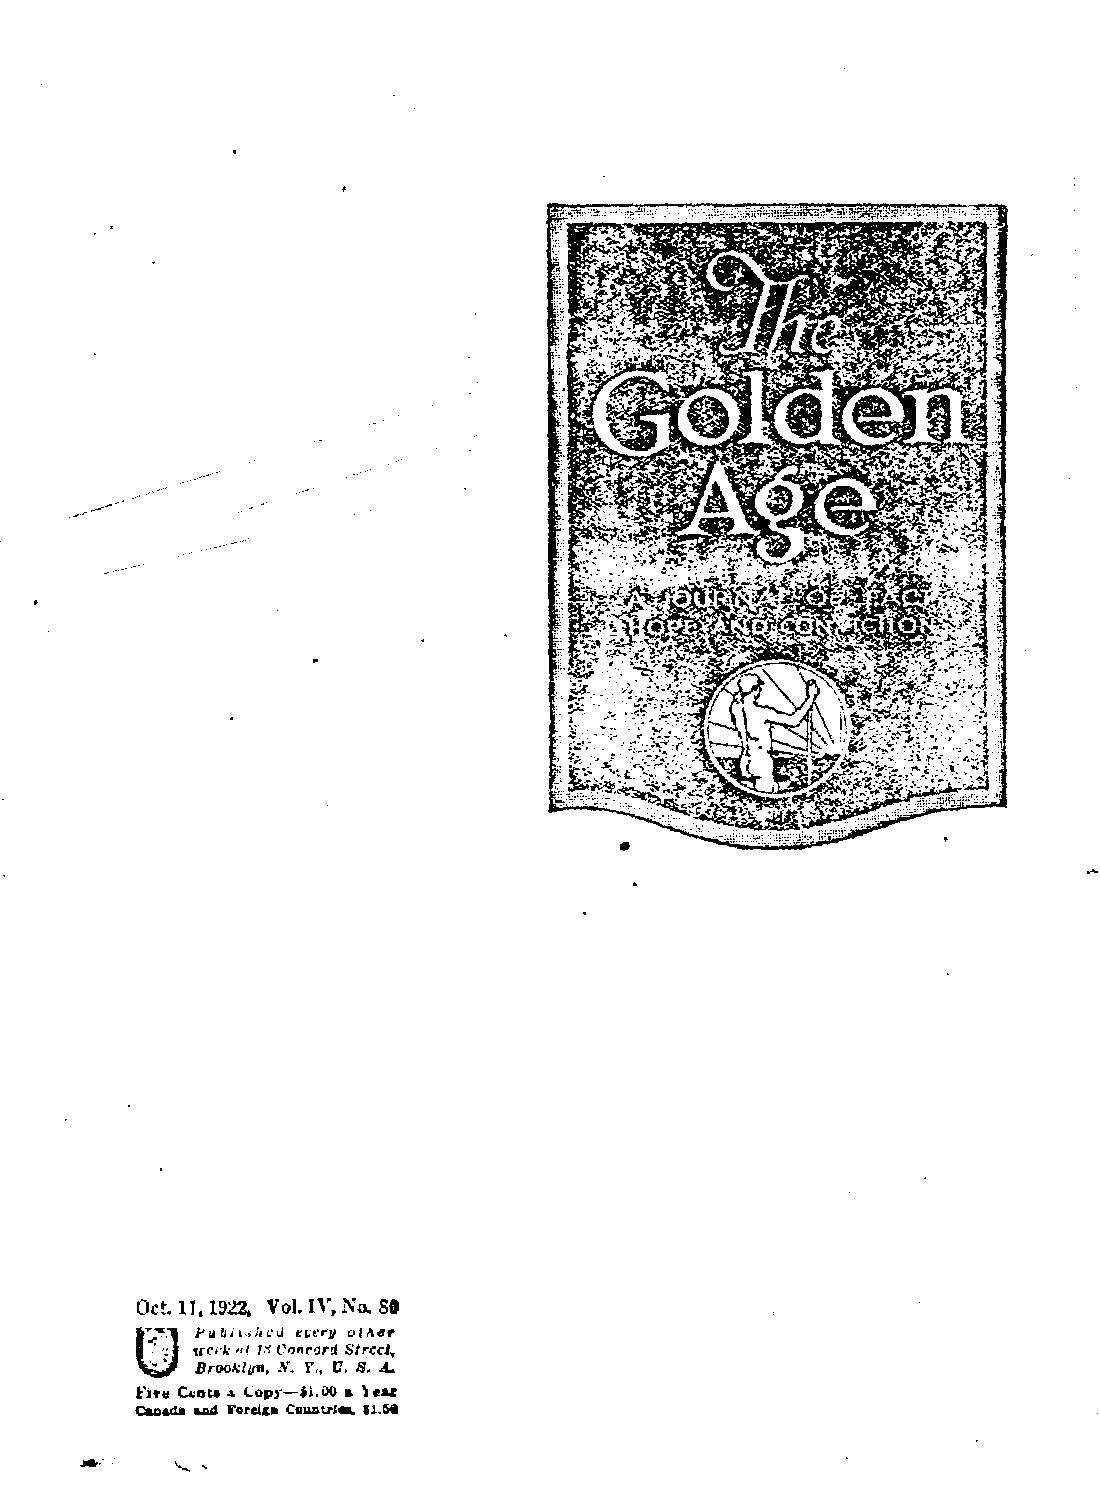 The
Golden
Age
A JOURNAL OF FACT
HOPE AND CONVICTION
Oct. 11, 1922, Vol. IV, No. 80
Published every other
week at 18 Concord Street,
Brooklyn, N. Y., U. S. A.
Five Cents a Copy—$1.00 a Year
Canada and Foreign Countries, $1.50